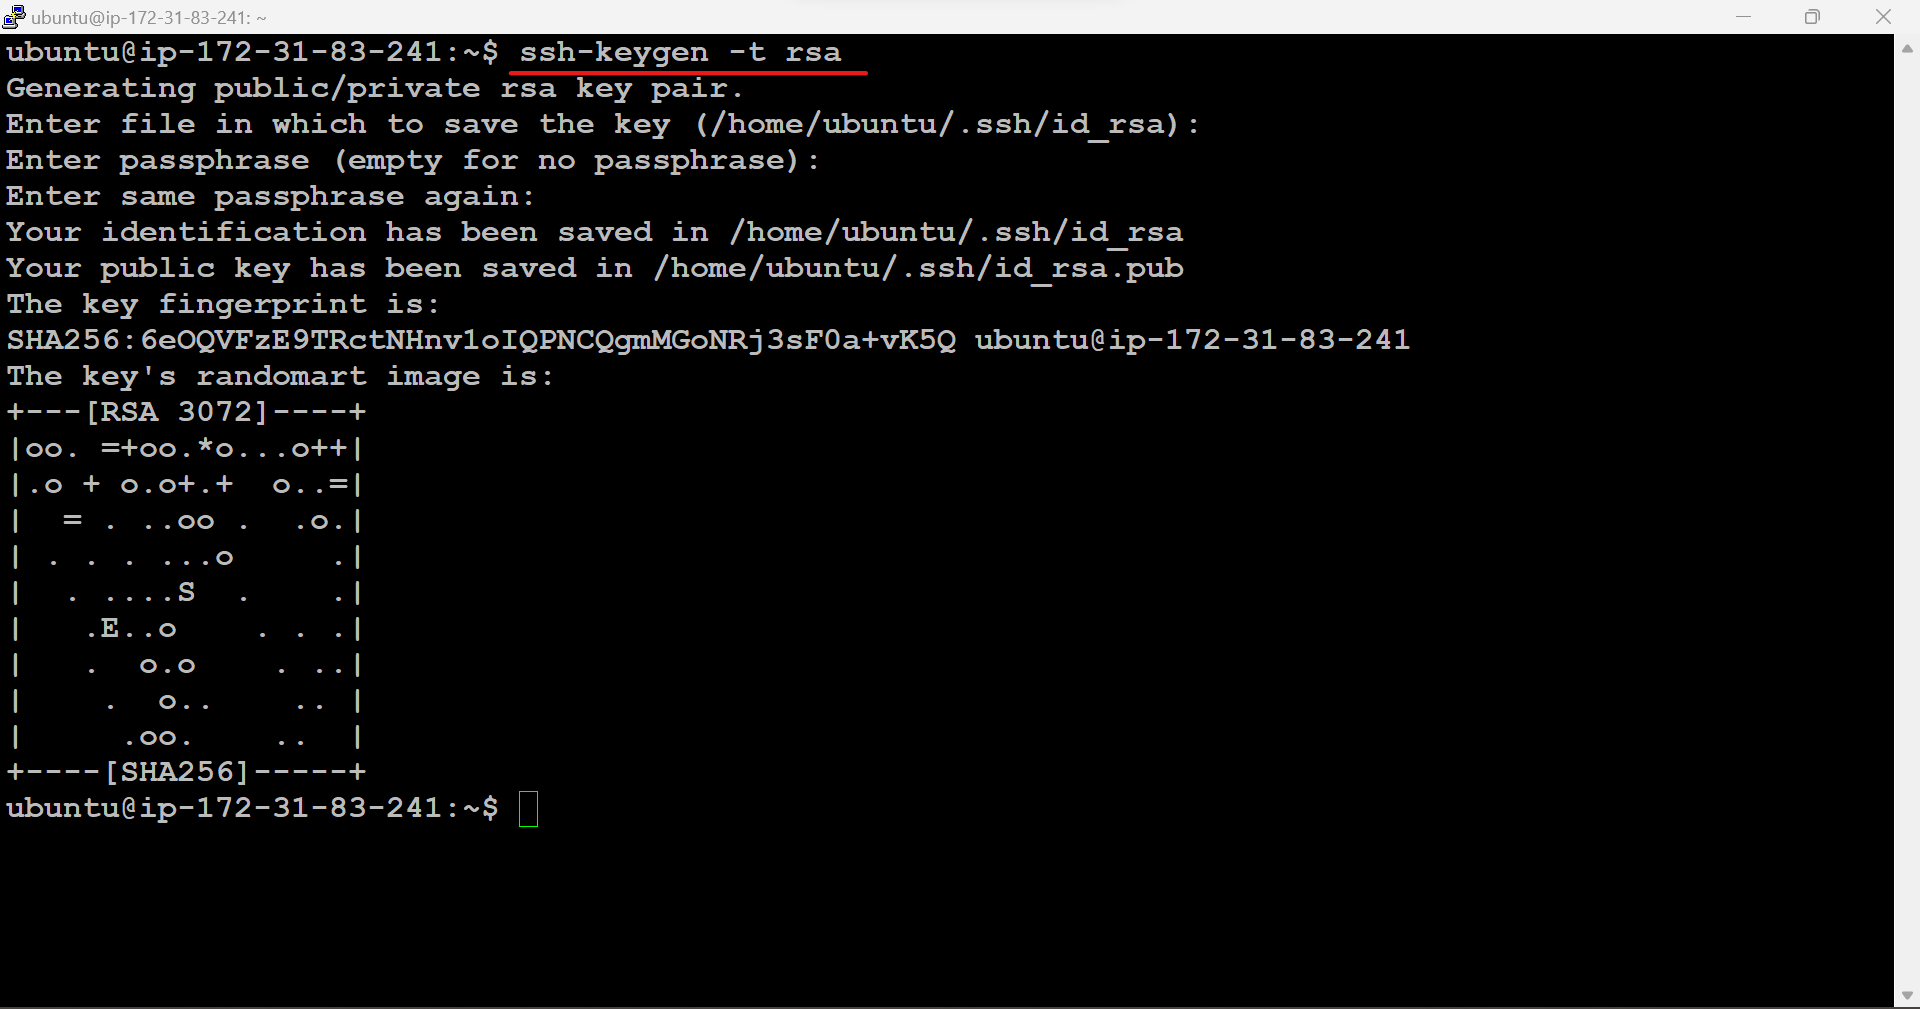 ubuntu@ip-172-31-83-241: ~
ubuntu@ip-172-31-83-241:~$ ssh-keygen -t rsa
Generating public/private rsa key pair.
Enter file in which to save the key (/home/ubuntu/.ssh/id_rsa):
Enter passphrase (empty for no passphrase):
Enter same passphrase again:
Your identification has been saved in /home/ubuntu/.ssh/id_rsa
Your public key has been saved in /home/ubuntu/.ssh/id_rsa.pub
The key fingerprint is:
SHA256:6eOQVFzE9TRctNHnv1oIQPNCQgmMGoNRj3sF0a+vK5Q ubuntu@ip-172-31-83-241
The key's randomart image is:
+---[RSA 3072]----+
|oo. =+oo.*o...o++|
|.o + o.o+.+  o..=|
|  = . ..oo .  .o.|
| . . . ...o     .|
|  . ....S  .    .|
|   .E..o    . . .|
|   .  o.o    . ..|
|    .  o..    .. |
|     .oo.    ..  |
+----[SHA256]-----+
ubuntu@ip-172-31-83-241:~$